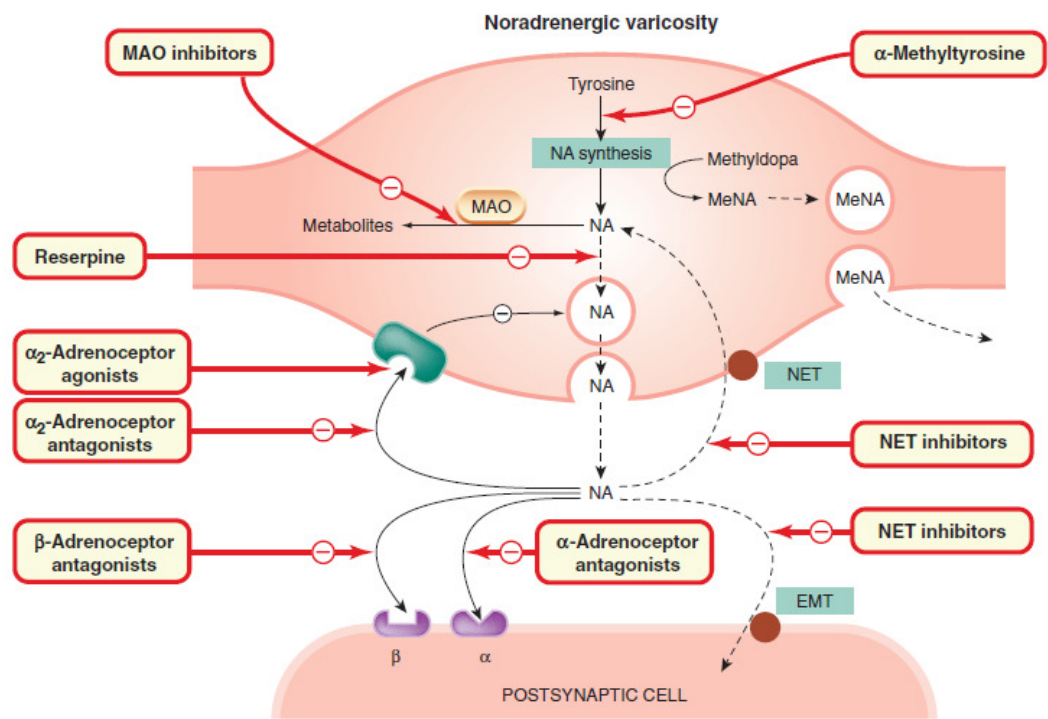 Noradrenergic varicosity
MAO inhibitors
α-Methyltyrosine
Tyrosine
NA synthesis
Methyldopa
MeNA
MeNA
MAO
Metabolites
NA
Reserpine
MeNA
NA
α2-Adrenoceptor
agonists
NA
NET
α2-Adrenoceptor
antagonists
NET inhibitors
NA
β-Adrenoceptor
antagonists
α-Adrenoceptor
antagonists
NET inhibitors
EMT
β
α
POSTSYNAPTIC CELL